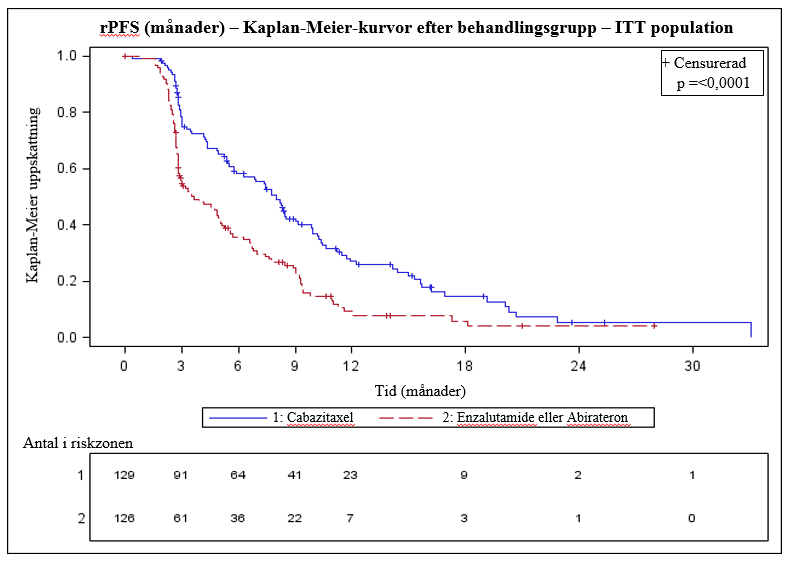 rPFS (månader) – Kaplan-Meier-kurvor efter behandlingsgrupp – ITT population
+ Censurerad
p =<0,0001
Kaplan-Meier uppskattning
1.0
0.8
0.6
0.4
0.2
0.0
0 3 6 9 12 18 24 30
Tid (månader)
1: Cabazitaxel 2: Enzalutamide eller Abirateron
Antal i riskzonen
1 129 91 64 41 23 9 2 1
2 126 61 36 22 7 3 1 0